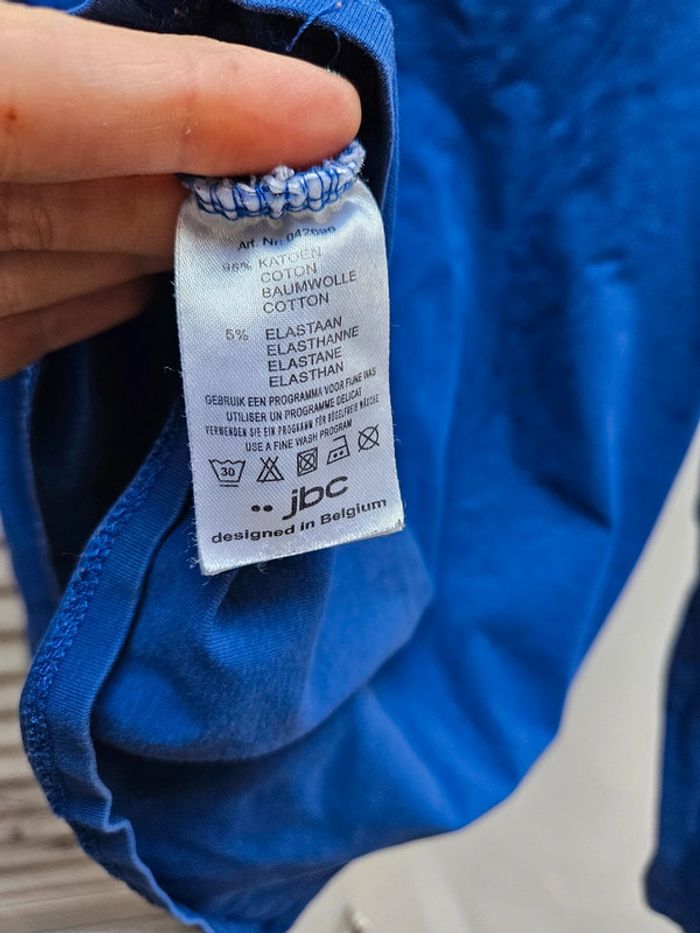 Art. Nr. 042696
95% KATOEN
COTON
BAUMWOLLE
COTTON
5% ELASTAAN
ELASTHANNE
ELASTANE
ELASTHAN
GEBRUIK EEN PROGRAMMA VOOR FIJNE WAS
UTILISER UN PROGRAMME DELICAT
VERWENDEN SIE EIN PROGRAMM FÜR BÜGELFREIE WÄSCHE
USE A FINE WASH PROGRAM
30
jbc
designed in Belgium